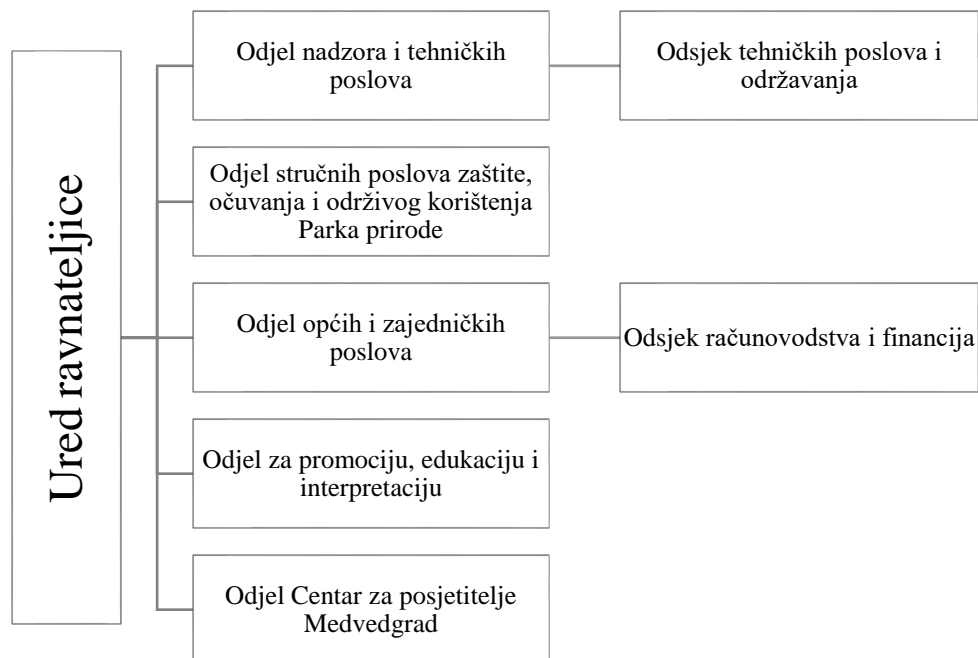 Ured ravnateljice
Odjel nadzora i tehničkih
poslova
Odsjek tehničkih poslova i
održavanja
Odjel stručnih poslova zaštite,
očuvanja i održivog korištenja
Parka prirode
Odjel općih i zajedničkih
poslova
Odsjek računovodstva i financija
Odjel za promociju, edukaciju i
interpretaciju
Odjel Centar za posjetitelje
Medvedgrad